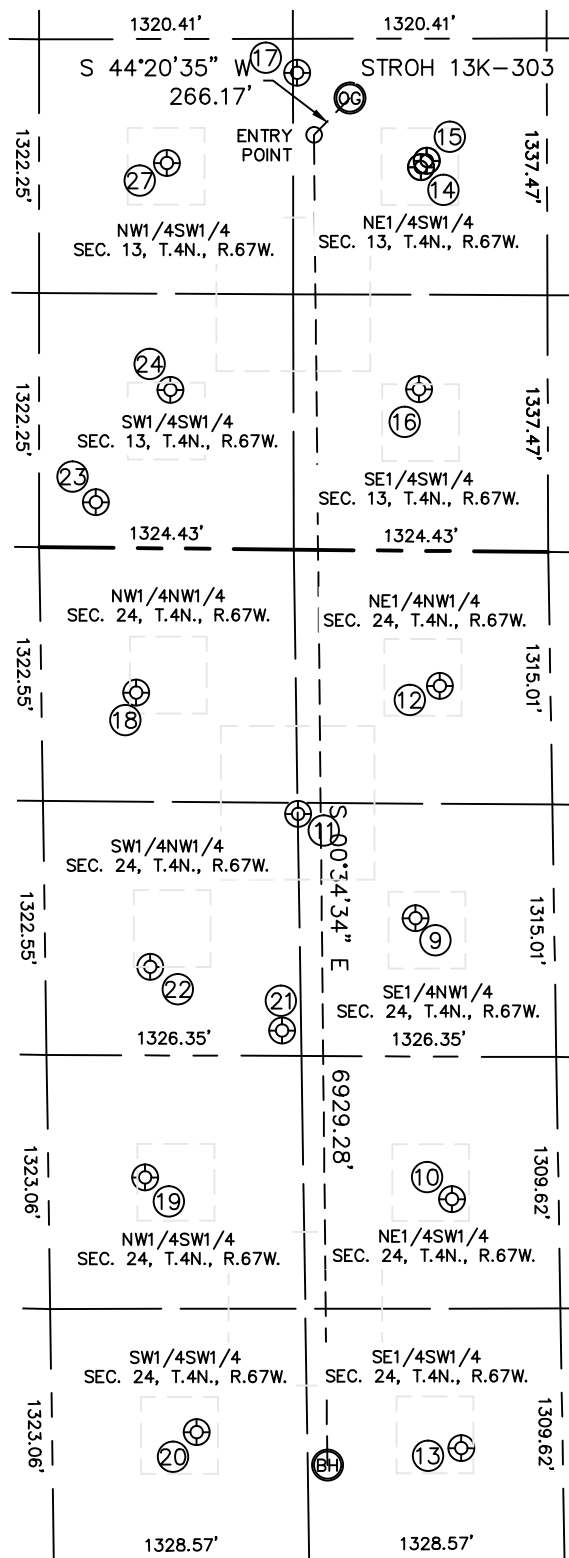 1320.41'
1320.41'
S 44°20'35" W
266.17'
17
STROH 13K-303
OG
ENTRY
POINT
15
14
27
1322.25'
1337.47'
NW1/4SW1/4
SEC. 13, T.4N., R.67W.
NE1/4SW1/4
SEC. 13, T.4N., R.67W.
24
16
1322.25'
1337.47'
SW1/4SW1/4
SEC. 13, T.4N., R.67W.
23
SE1/4SW1/4
SEC. 13, T.4N., R.67W.
1324.43'
1324.43'
NW1/4NW1/4
SEC. 24, T.4N., R.67W.
NE1/4NW1/4
SEC. 24, T.4N., R.67W.
1322.55'
1315.01'
18
12
11
SW1/4NW1/4
SEC. 24, T.4N., R.67W.
S 00°34'34" E
6929.28'
9
1322.55'
1315.01'
22
21
SE1/4NW1/4
SEC. 24, T.4N., R.67W.
1326.35'
1326.35'
19
10
1323.06'
1309.62'
NW1/4SW1/4
SEC. 24, T.4N., R.67W.
NE1/4SW1/4
SEC. 24, T.4N., R.67W.
SW1/4SW1/4
SEC. 24, T.4N., R.67W.
SE1/4SW1/4
SEC. 24, T.4N., R.67W.
1323.06'
1309.62'
20
BH
13
1328.57'
1328.57'